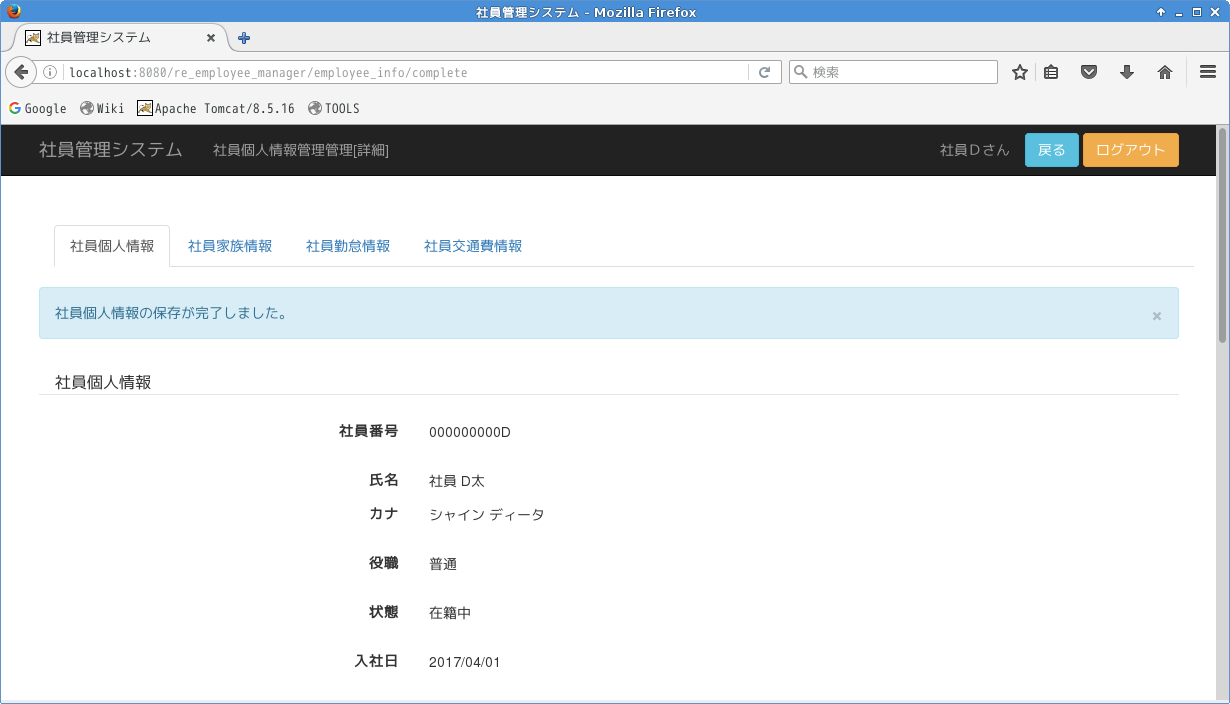 社員管理システム - Mozilla Firefox
社員管理システム
localhost:8080/re_employee_manager/employee_info/complete
検索
Google Wiki Apache Tomcat/8.5.16 TOOLS
社員管理システム 社員個人情報管理管理[詳細] 社員Dさん 戻る ログアウト
社員個人情報 社員家族情報 社員勤怠情報 社員交通費情報
社員個人情報の保存が完了しました。 ×
社員個人情報
社員番号 000000000D
氏名 社員 D太
カナ シャイン ディータ
役職 普通
状態 在籍中
入社日 2017/04/01